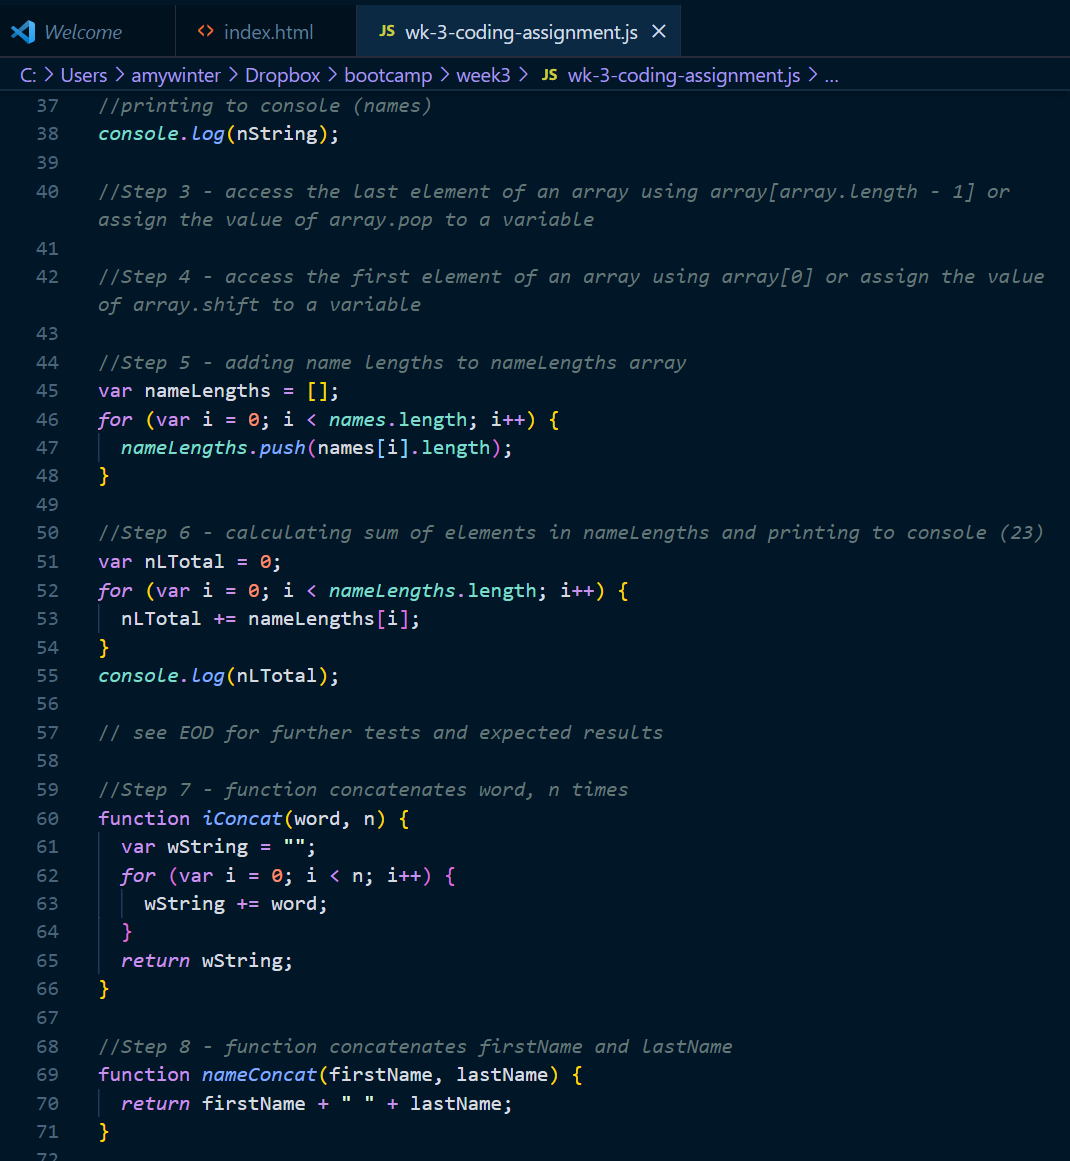 Welcome
<> index.html
JS wk-3-coding-assignment.js ×
C: > Users > amywinter > Dropbox > bootcamp > week3 > JS wk-3-coding-assignment.js > ...
37 //printing to console (names)
38 console.log(nString);
39
40 //Step 3 - access the last element of an array using array[array.length - 1] or
assign the value of array.pop to a variable
41
42 //Step 4 - access the first element of an array using array[0] or assign the value
of array.shift to a variable
43
44 //Step 5 - adding name lengths to nameLengths array
45 var nameLengths = [];
46 for (var i = 0; i < names.length; i++) {
47   nameLengths.push(names[i].length);
48 }
49
50 //Step 6 - calculating sum of elements in nameLengths and printing to console (23)
51 var nLTotal = 0;
52 for (var i = 0; i < nameLengths.length; i++) {
53   nLTotal += nameLengths[i];
54 }
55 console.log(nLTotal);
56
57 // see EOD for further tests and expected results
58
59 //Step 7 - function concatenates word, n times
60 function iConcat(word, n) {
61   var wString = "";
62   for (var i = 0; i < n; i++) {
63     wString += word;
64   }
65   return wString;
66 }
67
68 //Step 8 - function concatenates firstName and lastName
69 function nameConcat(firstName, lastName) {
70   return firstName + " " + lastName;
71 }
72